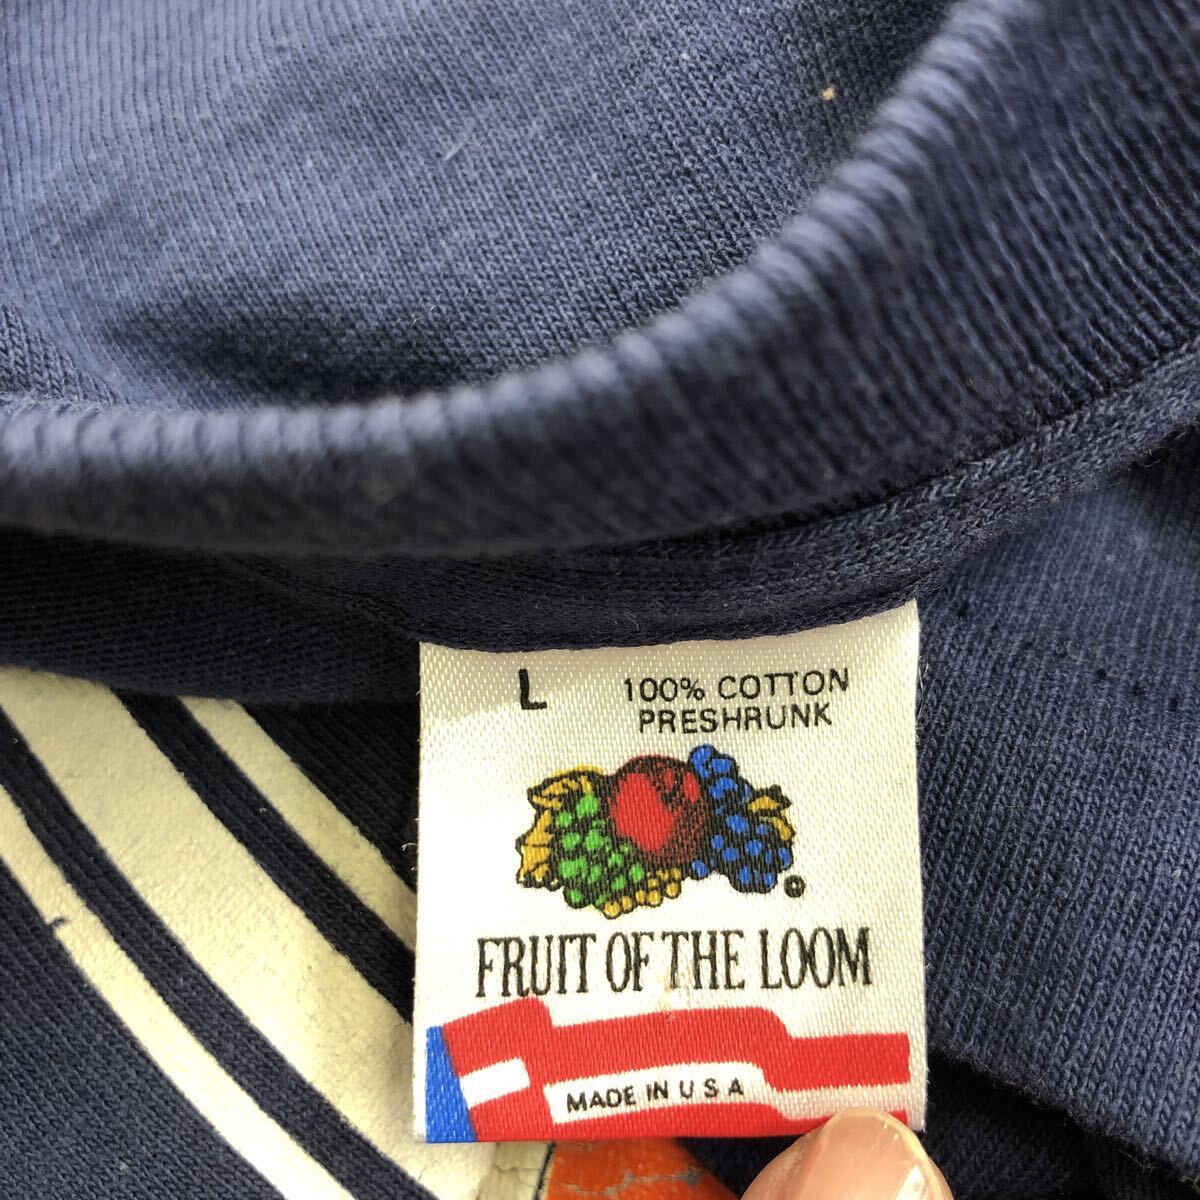 L
100% COTTON
PRESHRUNK
FRUIT OF THE LOOM
MADE IN U S A